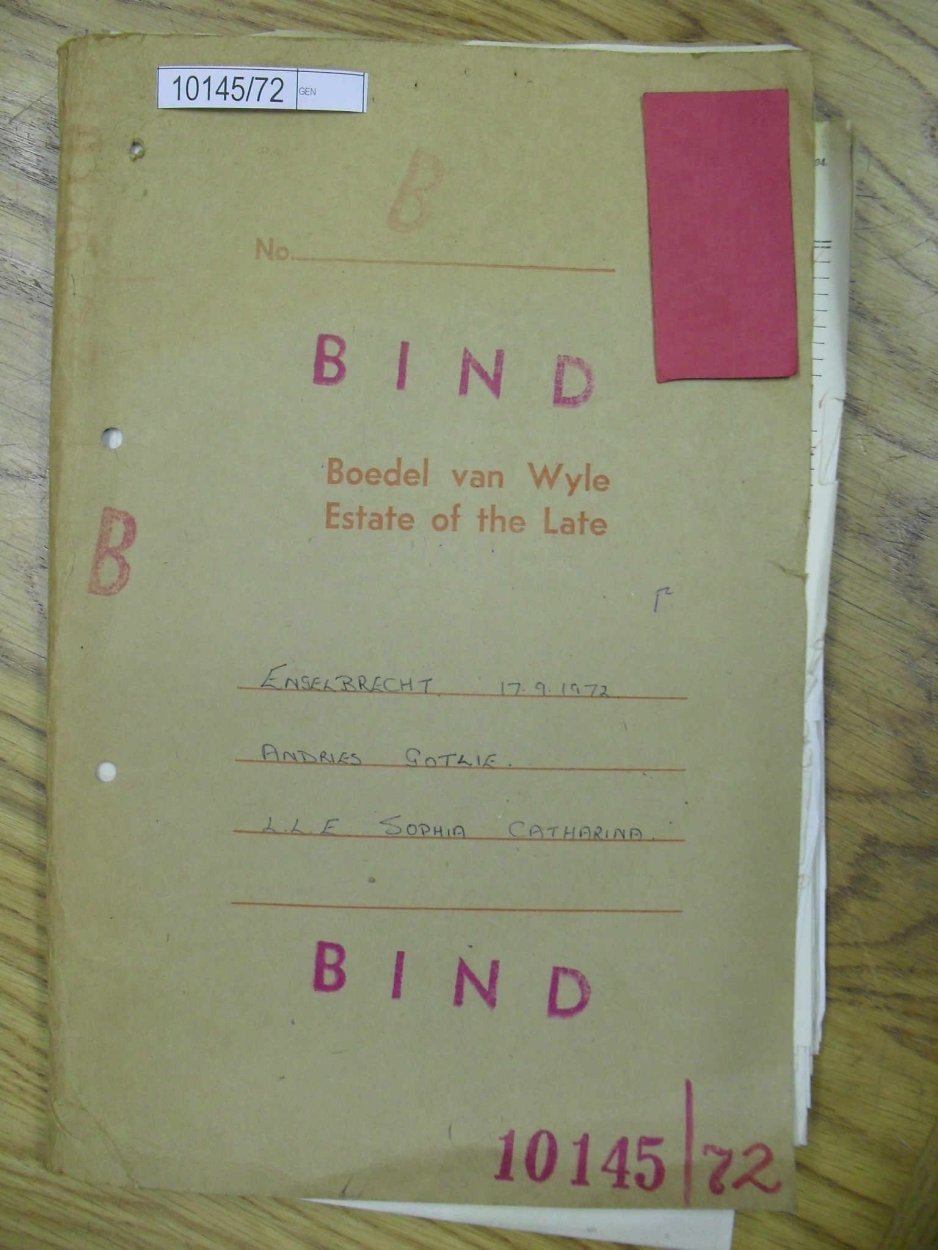 10145/72 GEN
B
No.
BIND
Boedel van Wyle
Estate of the Late
B
ENGELBRECHT. 17.9.1972.
ANDRIES GOTLIE.
L.L E SOPHIA CATHARINA.
BIND
10145/72